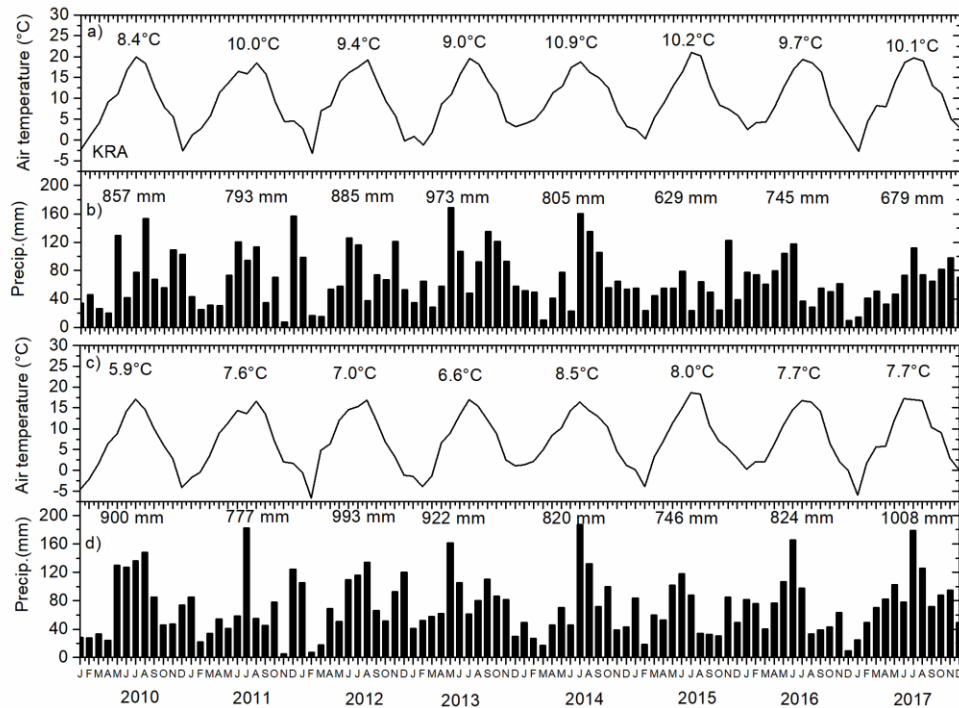 30
25
20
15
10
5
0
-5
Air temperature (°C)
a)
8.4°C 10.0°C 9.4°C 9.0°C 10.9°C 10.2°C 9.7°C 10.1°C
KRA
200
160
120
80
40
0
Precip.(mm)
b)
857 mm 793 mm 885 mm 973 mm 805 mm 629 mm 745 mm 679 mm
30
25
20
15
10
5
0
-5
Air temperature (°C)
c)
5.9°C 7.6°C 7.0°C 6.6°C 8.5°C 8.0°C 7.7°C 7.7°C
200
160
120
80
40
0
Precip.(mm)
d)
900 mm 777 mm 993 mm 922 mm 820 mm 746 mm 824 mm 1008 mm
J F M A M J J A S O N D J F M A M J J A S O N D J F M A M J J A S O N D J F M A M J J A S O N D J F M A M J J A S O N D J F M A M J J A S O N D J F M A M J J A S O N D J F M A M J J A S O N D
2010 2011 2012 2013 2014 2015 2016 2017